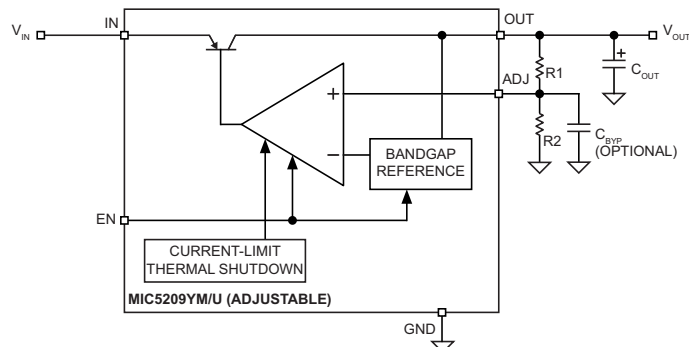 IN
OUT
V_IN
V_OUT
R1
+
C_OUT
ADJ
+
R2
C_BYP
(OPTIONAL)
−
BANDGAP
REFERENCE
EN
CURRENT-LIMIT
THERMAL SHUTDOWN
MIC5209YM/U (ADJUSTABLE)
GND